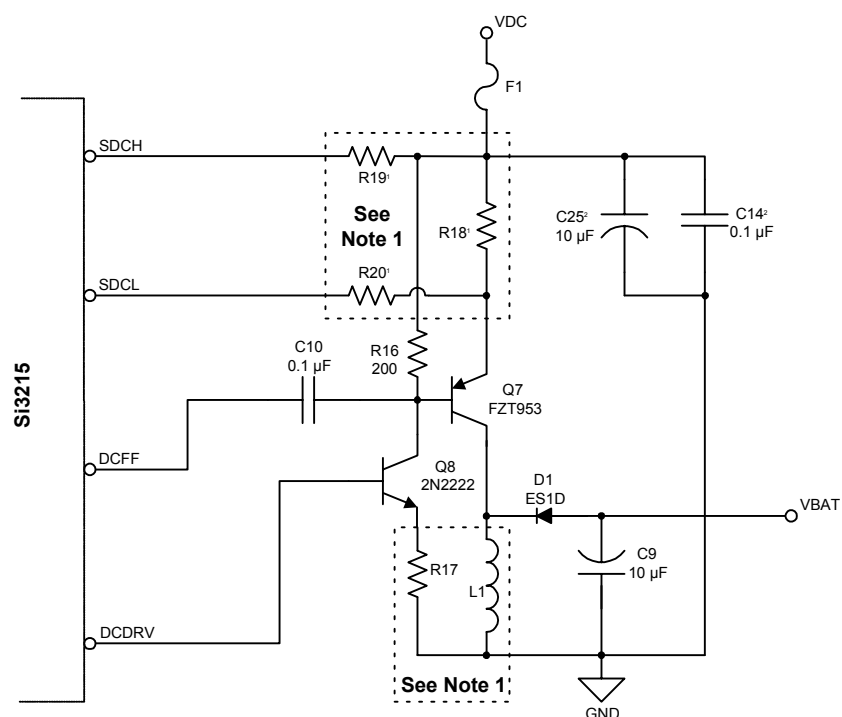 VDC
F1
SDCH
R19¹
See
Note 1
R18¹
C25²
10 µF
C14²
0.1 µF
SDCL
R20¹
C10
0.1 µF
R16
200
Q7
FZT953
Si3215
DCFF
Q8
2N2222
D1
ES1D
VBAT
R17
L1
C9
10 µF
DCDRV
See Note 1
GND